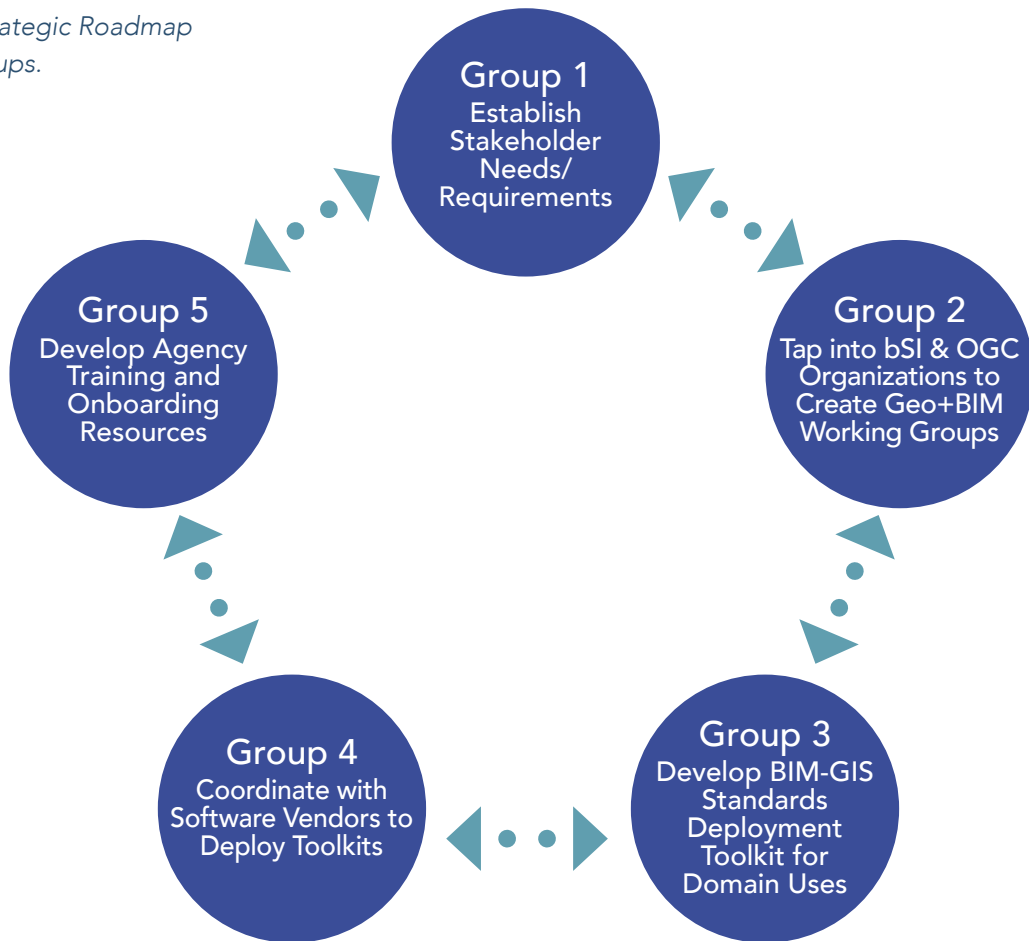 Roadmap
Group 1
Establish
Stakeholder
Needs/
Requirements
Group 2
Tap into bSI & OGC
Organizations to
Create Geo+BIM
Working Groups
Group 3
Develop BIM-GIS
Standards
Deployment
Toolkit for
Domain Uses
Group 4
Coordinate with
Software Vendors to
Deploy Toolkits
Group 5
Develop Agency
Training and
Onboarding
Resources